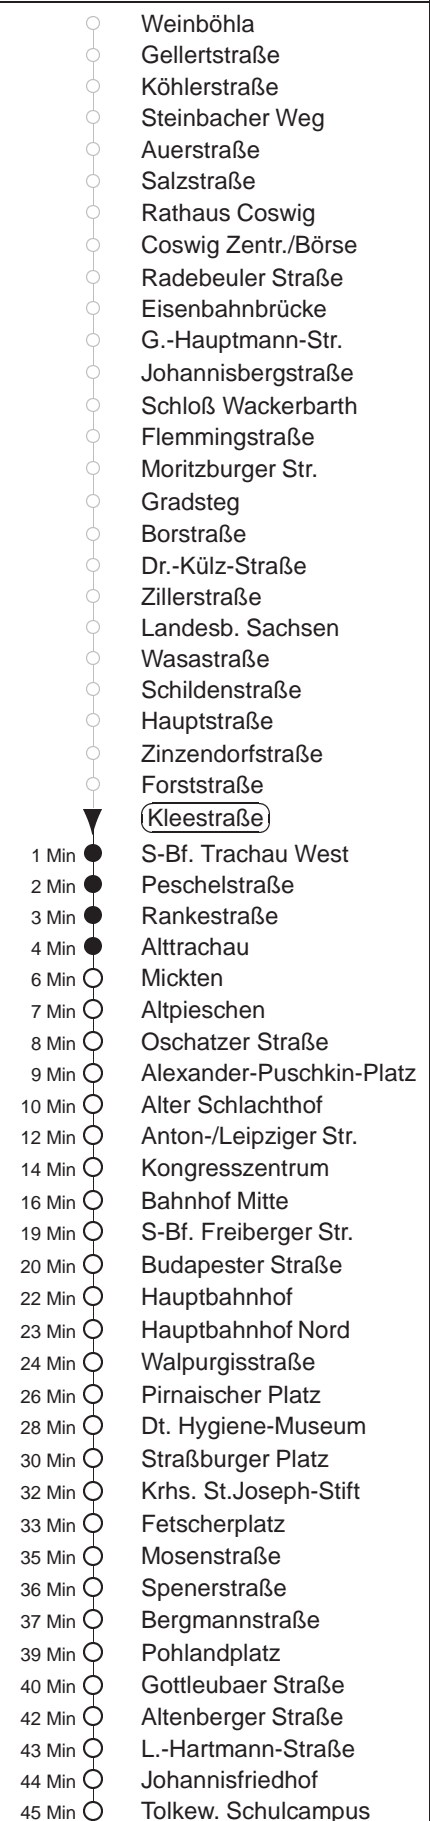 Weinböhla
Gellertstraße
Köhlerstraße
Steinbacher Weg
Auerstraße
Salzstraße
Rathaus Coswig
Coswig Zentr./Börse
Radebeuler Straße
Eisenbahnbrücke
G.-Hauptmann-Str.
Johannisbergstraße
Schloß Wackerbarth
Flemmingstraße
Moritzburger Str.
Gradsteg
Borstraße
Dr.-Külz-Straße
Zillerstraße
Landesb. Sachsen
Wasastraße
Schildenstraße
Hauptstraße
Zinzendorfstraße
Forststraße
Kleestraße
1 Min S-Bf. Trachau West
2 Min Peschelstraße
3 Min Rankestraße
4 Min Alttrachau
6 Min Mickten
7 Min Altpieschen
8 Min Oschatzer Straße
9 Min Alexander-Puschkin-Platz
10 Min Alter Schlachthof
12 Min Anton-/Leipziger Str.
14 Min Kongresszentrum
16 Min Bahnhof Mitte
19 Min S-Bf. Freiberger Str.
20 Min Budapester Straße
22 Min Hauptbahnhof
23 Min Hauptbahnhof Nord
24 Min Walpurgisstraße
26 Min Pirnaischer Platz
28 Min Dt. Hygiene-Museum
30 Min Straßburger Platz
32 Min Krhs. St.Joseph-Stift
33 Min Fetscherplatz
35 Min Mosenstraße
36 Min Spenerstraße
37 Min Bergmannstraße
39 Min Pohlandplatz
40 Min Gottleubaer Straße
42 Min Altenberger Straße
43 Min L.-Hartmann-Straße
44 Min Johannisfriedhof
45 Min Tolkew. Schulcampus